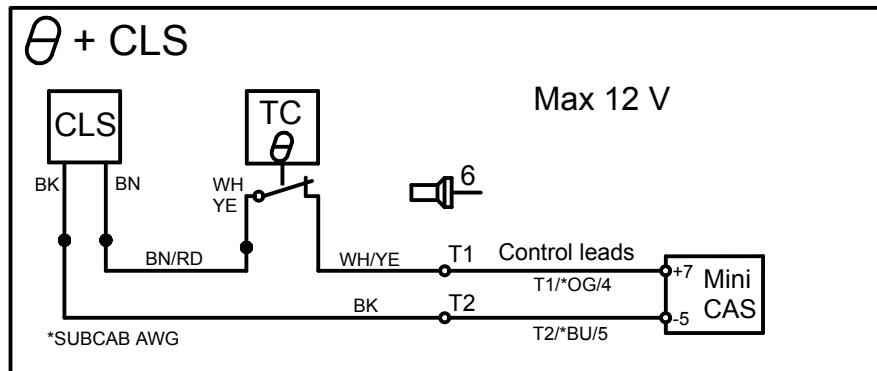 θ + CLS
Max 12 V
CLS
TC
θ
BK
BN
WH
YE
6
BN/RD
WH/YE
T1
Control leads
T1/*OG/4
+7
Mini
CAS
BK
T2
T2/*BU/5
-5
*SUBCAB AWG